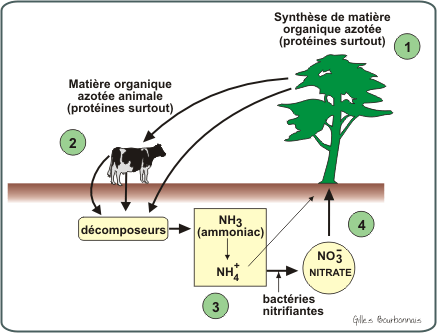 Synthèse de matière
organique azotée
(protéines surtout)
1
Matière organique
azotée animale
(protéines surtout)
2
décomposeurs
NH3
(ammoniac)
NH4+
3
bactéries
nitrifiantes
NO3-
NITRATE
4
Gilles Bourbonnais